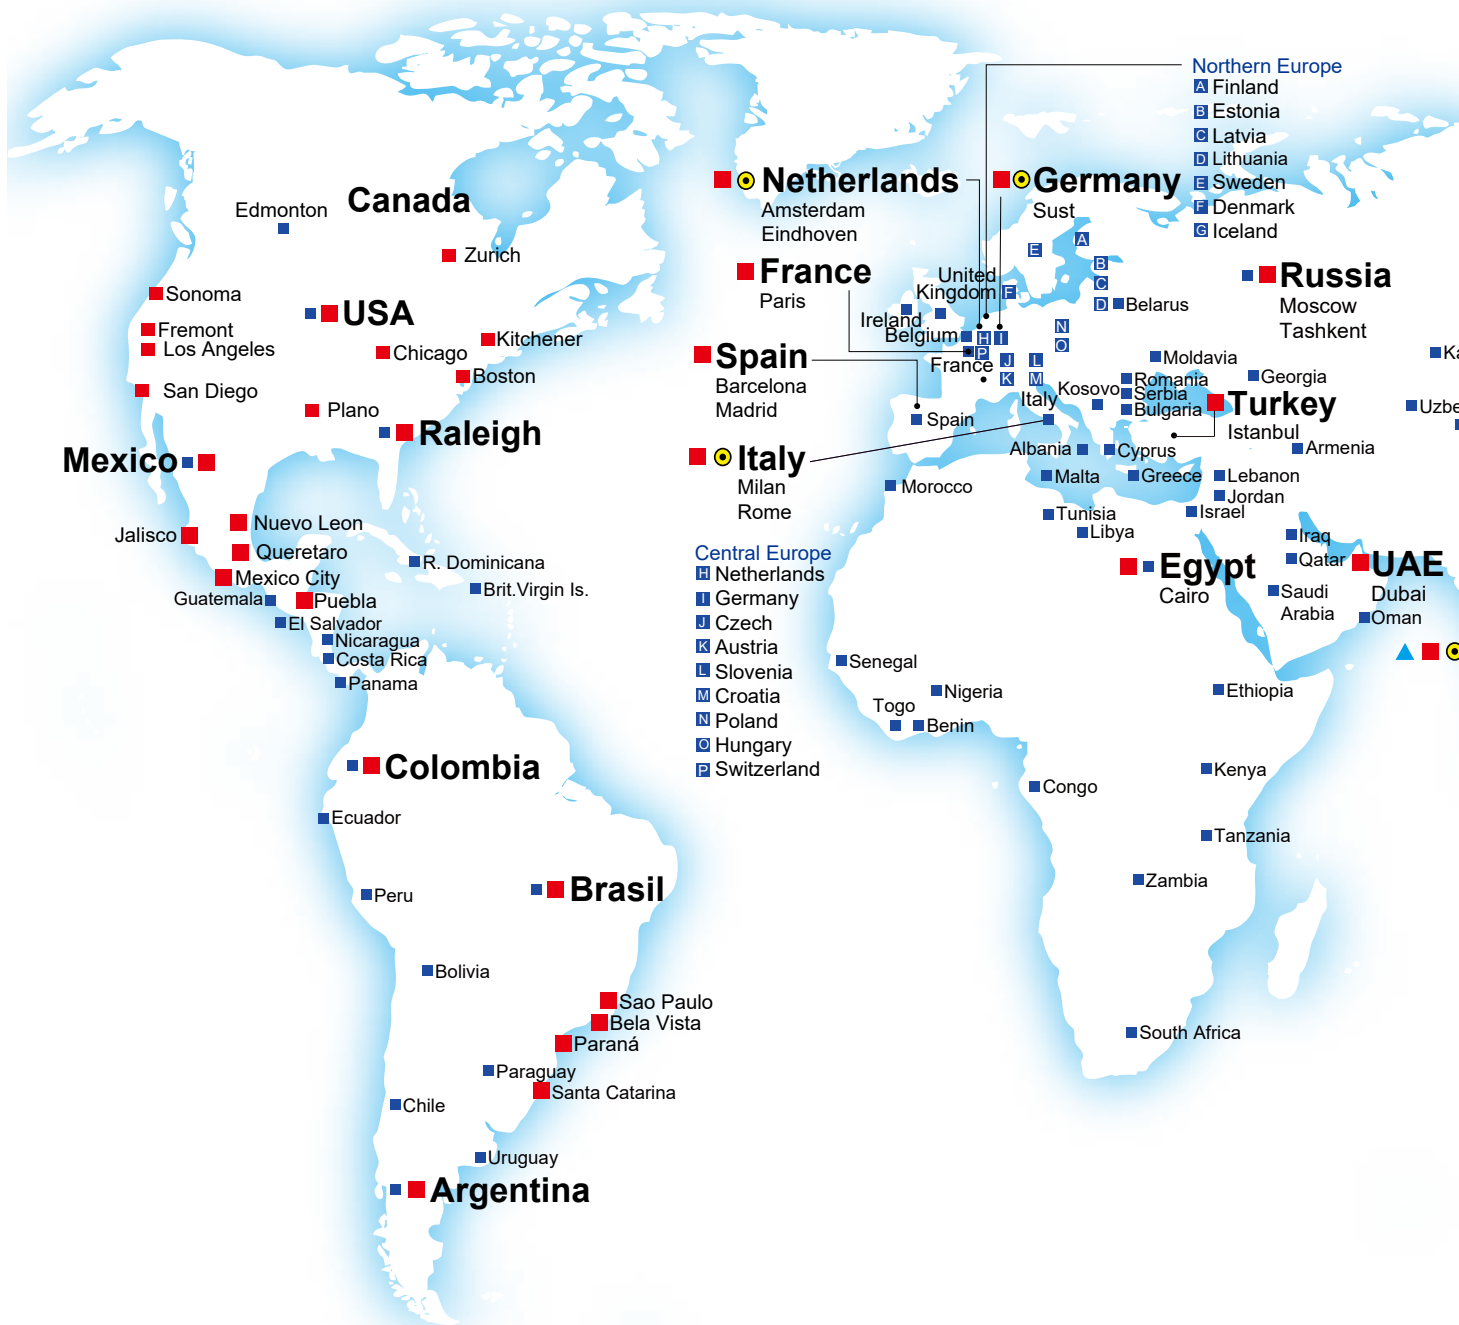 Canada
Edmonton
Zurich
Sonoma
USA
Fremont
Los Angeles
Kitchener
Chicago
Boston
San Diego
Plano
Raleigh
Mexico
Nuevo Leon
Jalisco
Queretaro
R. Dominicana
Mexico City
Brit.Virgin Is.
Guatemala
Puebla
El Salvador
Nicaragua
Costa Rica
Panama
Colombia
Ecuador
Peru
Brasil
Bolivia
Sao Paulo
Bela Vista
Paraná
Paraguay
Santa Catarina
Chile
Uruguay
Argentina
Netherlands
Amsterdam
Eindhoven
France
Paris
Spain
Barcelona
Madrid
Italy
Milan
Rome
Central Europe
H Netherlands
I Germany
J Czech
K Austria
L Slovenia
M Croatia
N Poland
O Hungary
P Switzerland
Germany
Sust
Northern Europe
A Finland
B Estonia
C Latvia
D Lithuania
E Sweden
F Denmark
G Iceland
E
A
B
C
D
F
United
Kingdom
Ireland
Belgium
H
I
P
N
O
J
L
K
M
France
Belarus
Russia
Moscow
Tashkent
Moldavia
Romania
Serbia
Bulgaria
Kosovo
Georgia
Turkey
Istanbul
Italy
Spain
Albania
Cyprus
Armenia
Malta
Greece
Lebanon
Jordan
Israel
Morocco
Tunisia
Libya
Iraq
Qatar
Egypt
Cairo
UAE
Dubai
Saudi
Arabia
Oman
Senegal
Nigeria
Togo
Benin
Ethiopia
Kenya
Congo
Tanzania
Zambia
South Africa